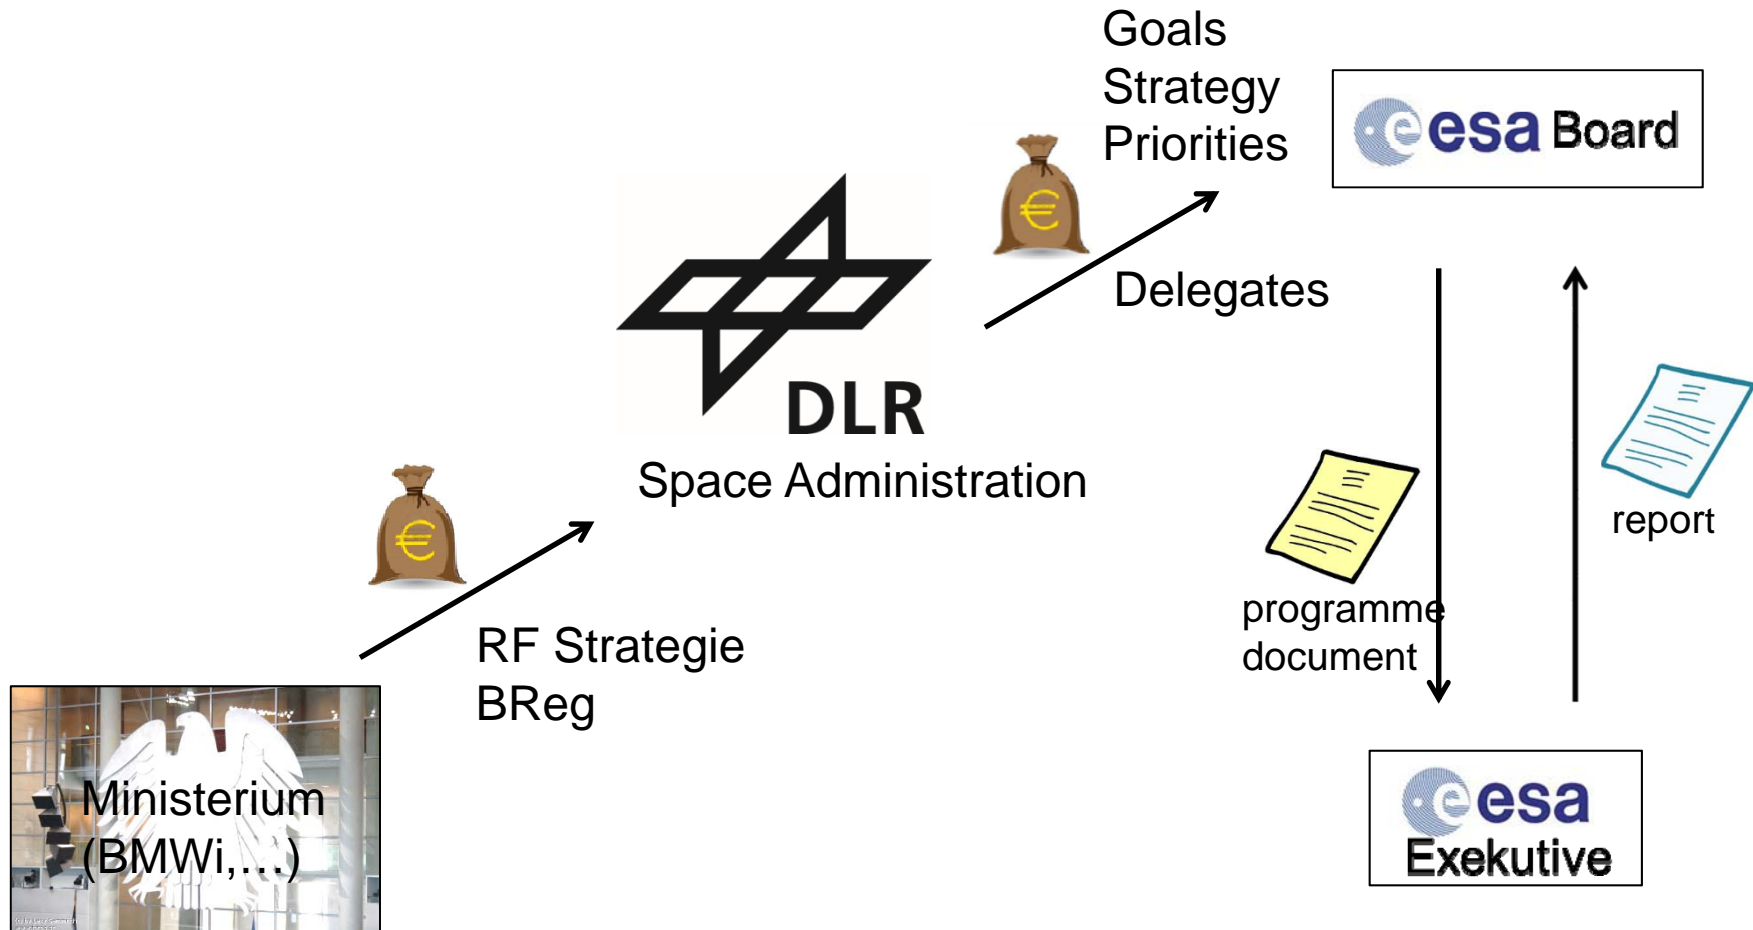 Goals
Strategy
Priorities
esa Board
Delegates
DLR
Space Administration
report
programme
document
RF Strategie
BReg
Ministerium
(BMWi,...)
esa
Exekutive